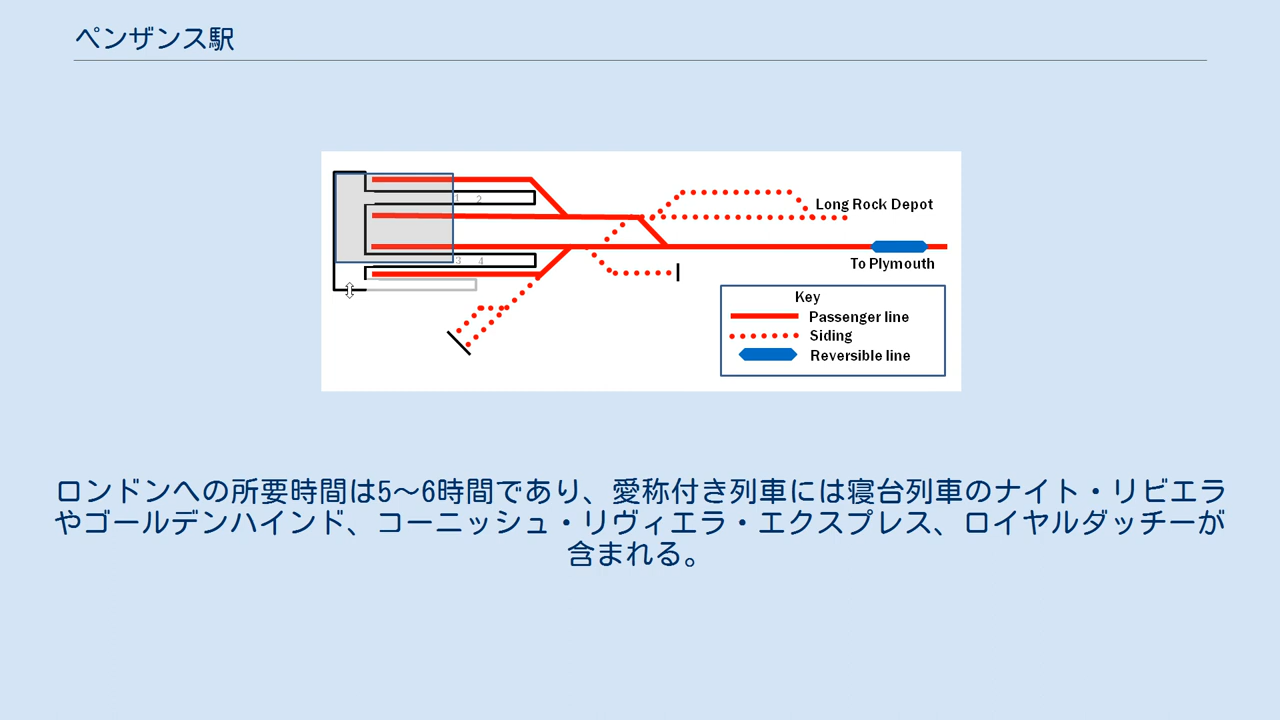 ペンザンス駅
1 2
Long Rock Depot
3 4
To Plymouth
Key
Passenger line
Siding
Reversible line
ロンドンへの所要時間は5〜6時間であり、愛称付き列車には寝台列車のナイト・リビエラ
やゴールデンハインド、コーニッシュ・リヴィエラ・エクスプレス、ロイヤルダッチーが
含まれる。